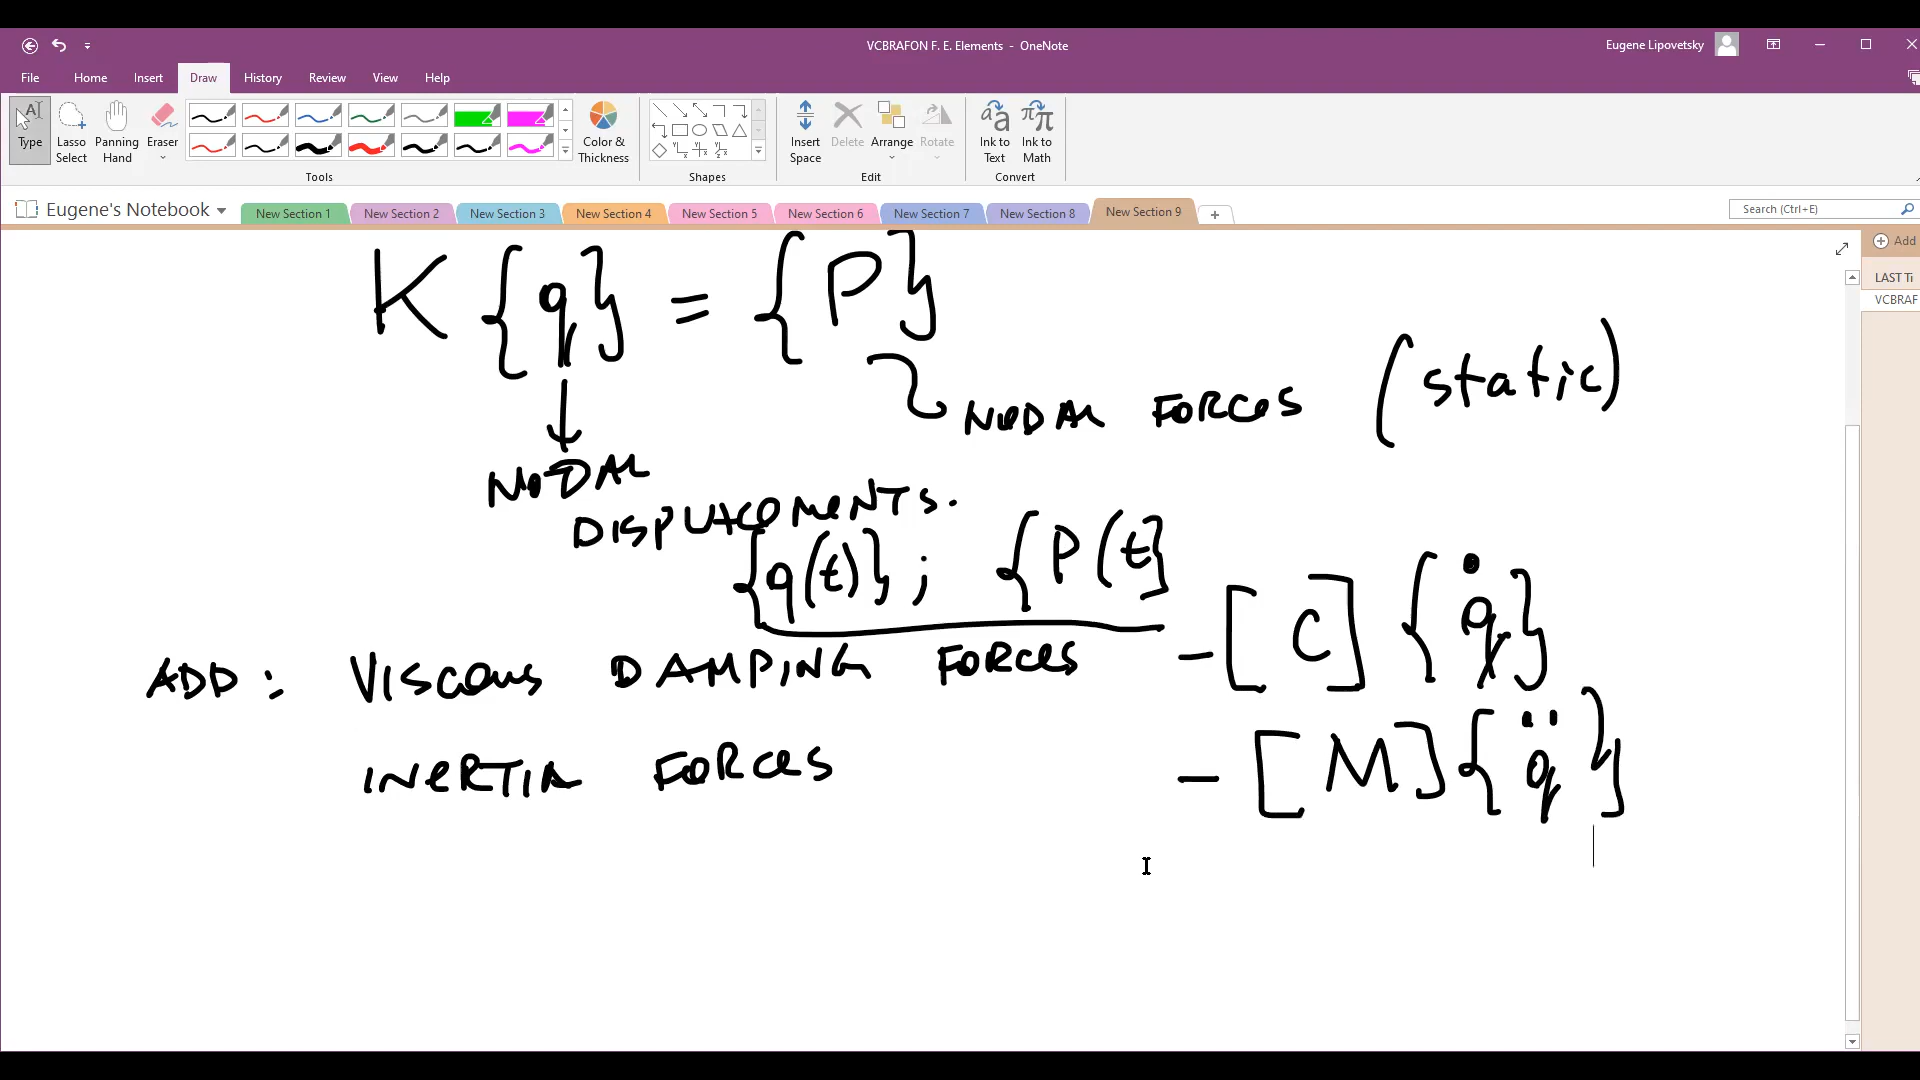 VCBRAFON F. E. Elements - OneNote
Eugene Lipovetsky
File Home Insert Draw History Review View Help
Type
Lasso Select
Panning Hand
Eraser
Color & Thickness
Insert Space
Delete
Arrange
Rotate
Ink to Text
Ink to Math
Tools Shapes Edit Convert
Eugene's Notebook
New Section 1 New Section 2 New Section 3 New Section 4 New Section 5 New Section 6 New Section 7 New Section 8 New Section 9
Search (Ctrl+E)
Add
LAST Ti
VCBRAF
K {q} = {P}
NODAL FORCES (static)
NODAL
DISPLACEMENTS.
{q(t)} ; {P(t}
ADD : VISCOUS DAMPING FORCES - [C] {q̇}
INERTIA FORCES - [M] {q̈}